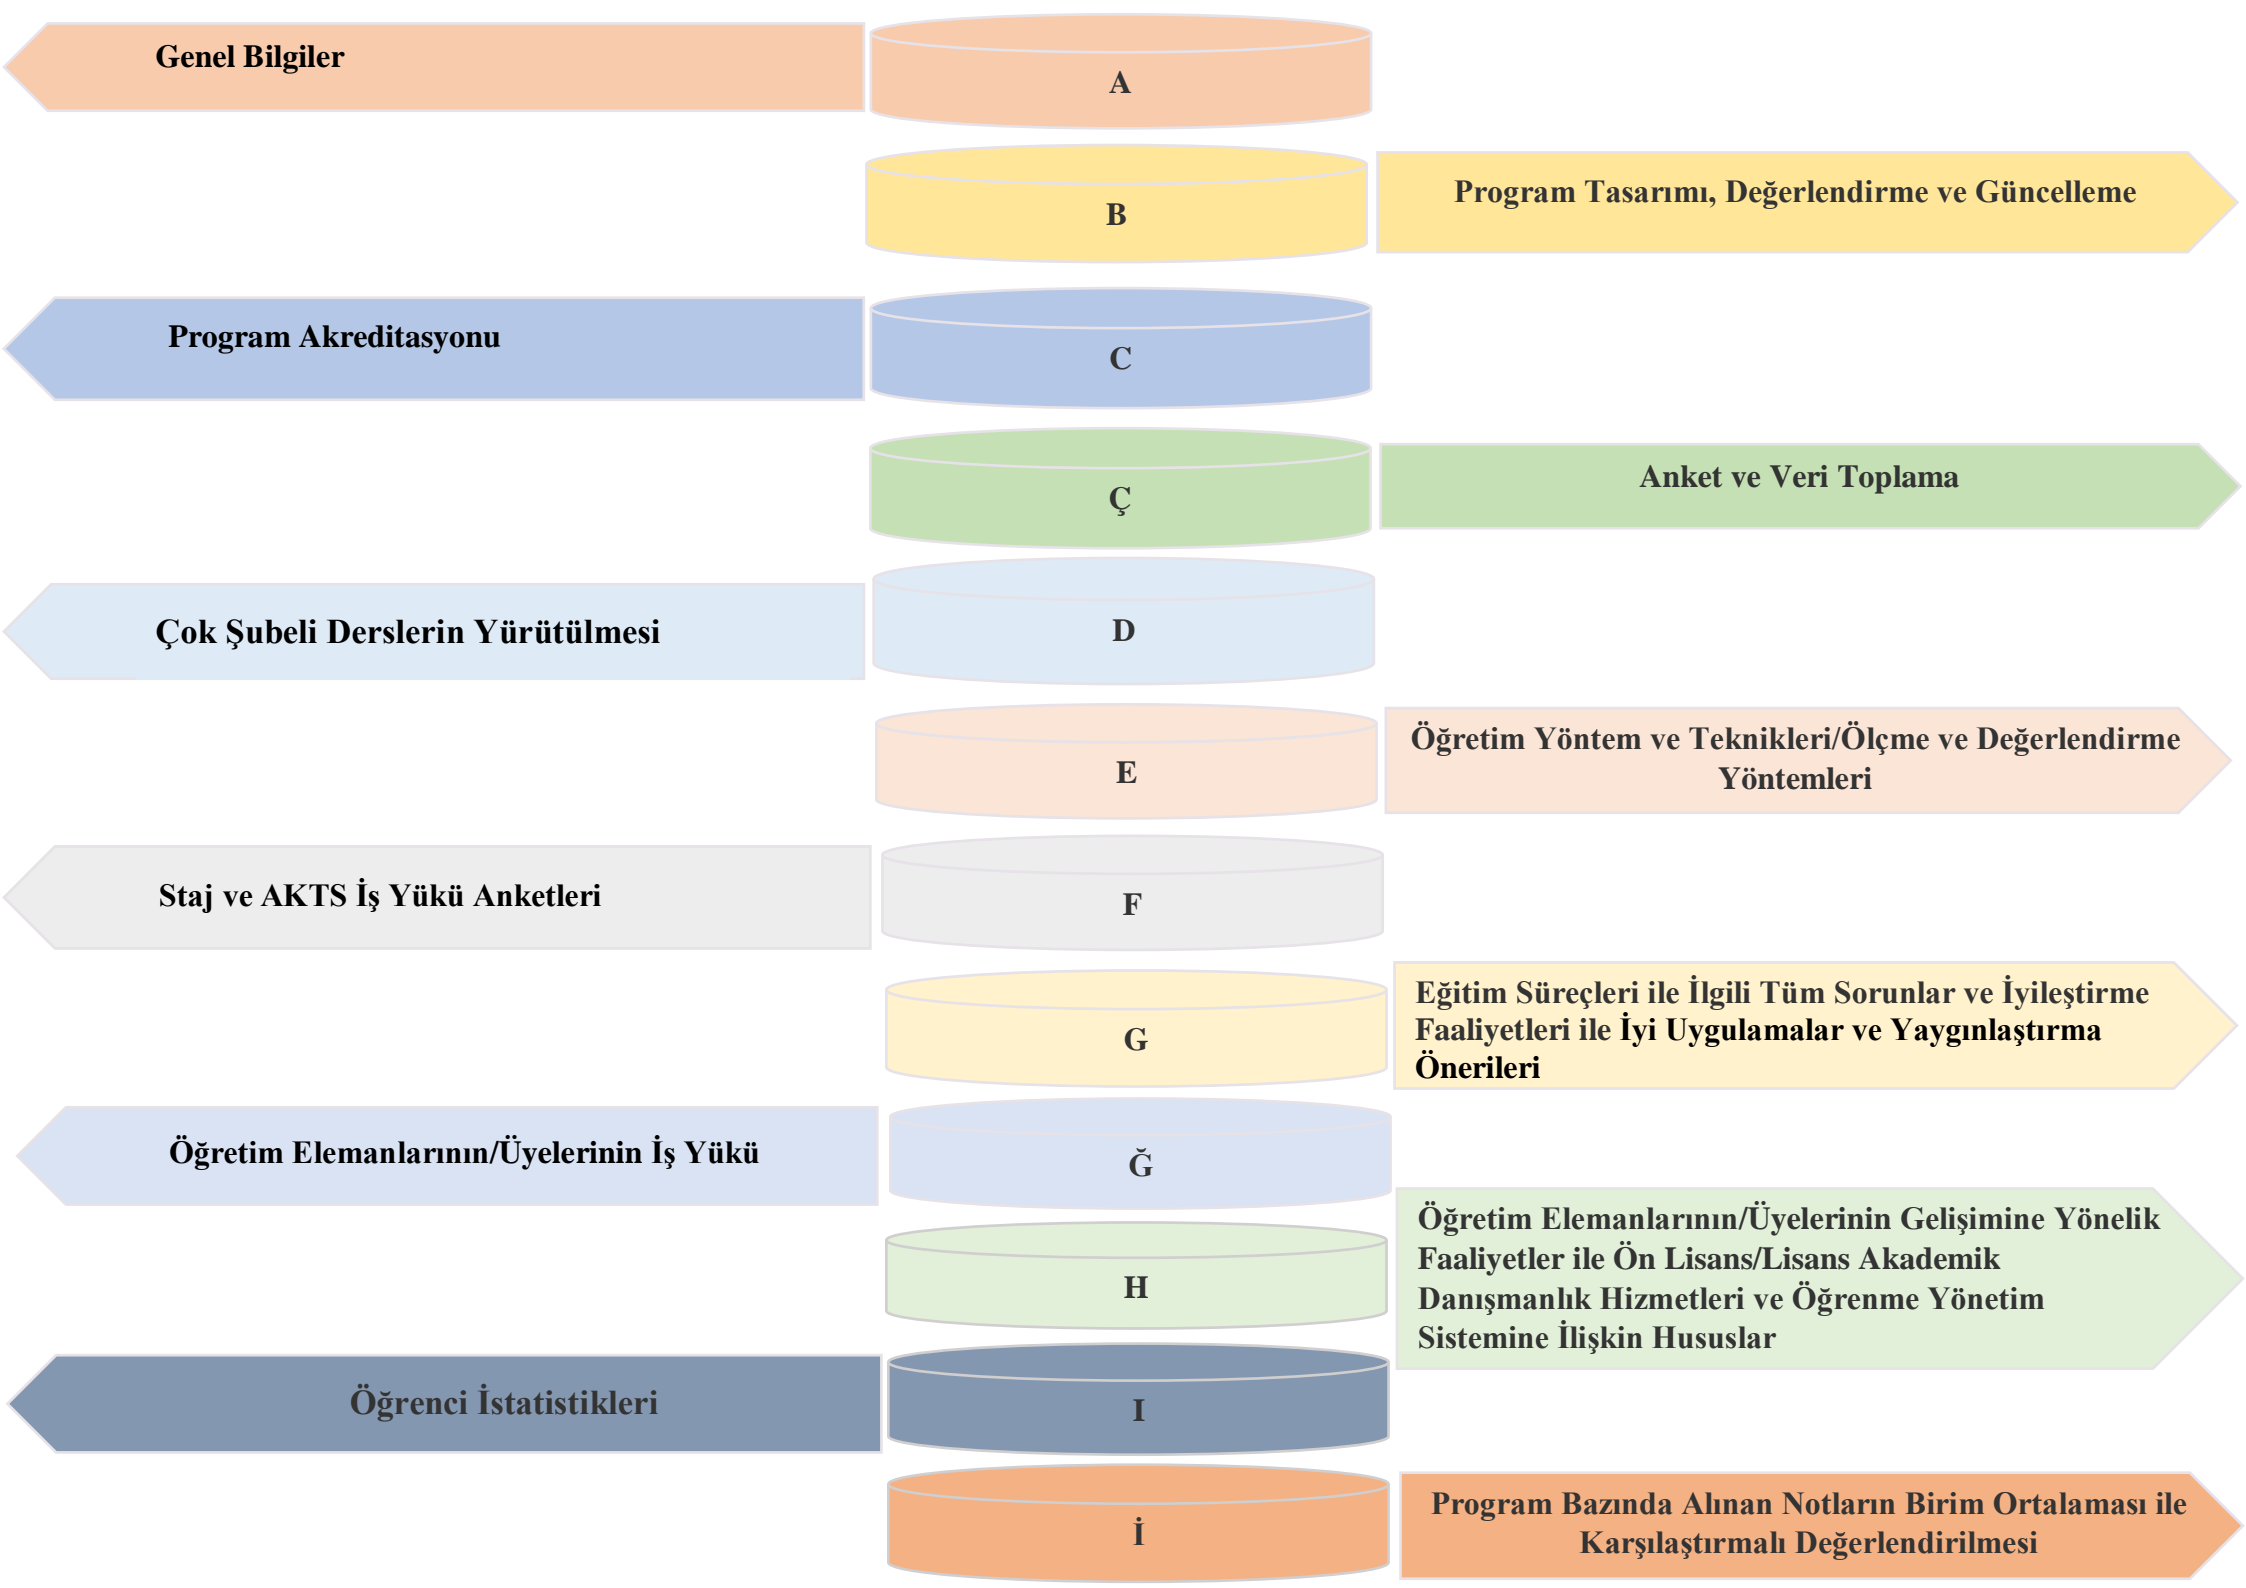 Genel Bilgiler
A
B
Program Tasarımı, Değerlendirme ve Güncelleme
Program Akreditasyonu
C
Ç
Anket ve Veri Toplama
Çok Şubeli Derslerin Yürütülmesi
D
E
Öğretim Yöntem ve Teknikleri/Ölçme ve Değerlendirme
Yöntemleri
Staj ve AKTS İş Yükü Anketleri
F
G
Eğitim Süreçleri ile İlgili Tüm Sorunlar ve İyileştirme
Faaliyetleri ile İyi Uygulamalar ve Yaygınlaştırma
Önerileri
Öğretim Elemanlarının/Üyelerinin İş Yükü
Ğ
H
Öğretim Elemanlarının/Üyelerinin Gelişimine Yönelik
Faaliyetler ile Ön Lisans/Lisans Akademik
Danışmanlık Hizmetleri ve Öğrenme Yönetim
Sistemine İlişkin Hususlar
Öğrenci İstatistikleri
I
İ
Program Bazında Alınan Notların Birim Ortalaması ile
Karşılaştırmalı Değerlendirilmesi